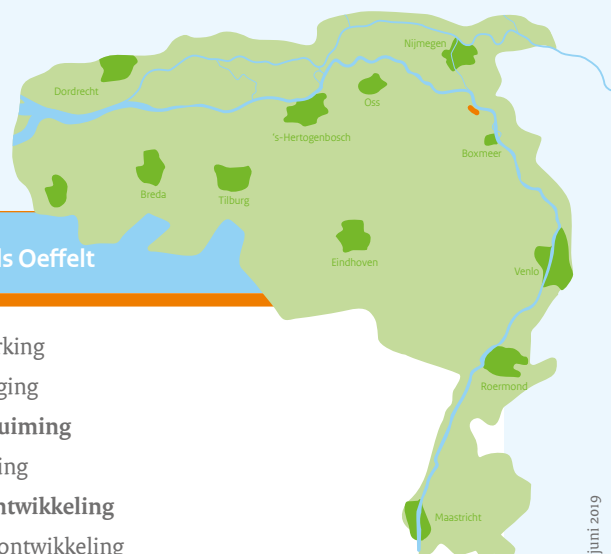 Nijmegen
Dordrecht
Oss
's-Hertogenbosch
Boxmeer
Breda
Tilburg
ls Oeffelt
Eindhoven
Venlo
rking
ging
uiming
Roermond
ing
ntwikkeling
Maastricht
ontwikkeling
juni 2019